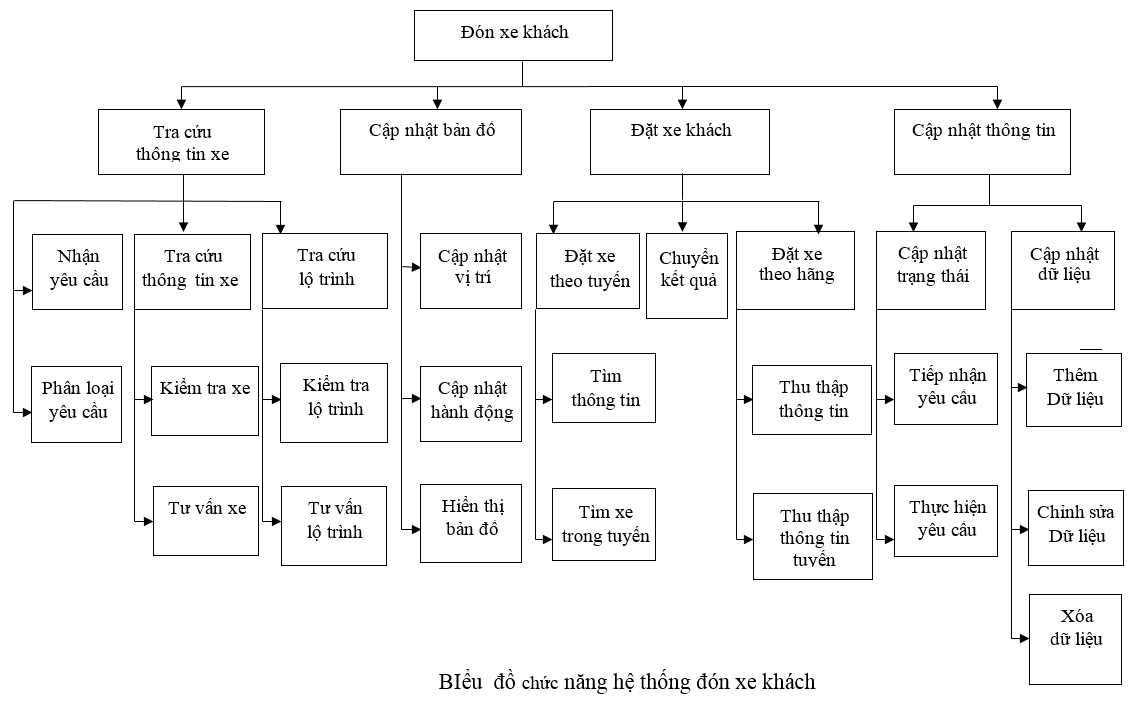 Đón xe khách
Tra cứu
thông tin xe
Cập nhật bản đồ
Đặt xe khách
Cập nhật thông tin
Nhận
yêu cầu
Tra cứu
thông tin xe
Tra cứu
lộ trình
Cập nhật
vị trí
Đặt xe
theo tuyến
Chuyển
kết quả
Đặt xe
theo hãng
Cập nhật
trạng thái
Cập nhật
dữ liệu
Phân loại
yêu cầu
Kiểm tra xe
Kiểm tra
lộ trình
Cập nhật
hành động
Tìm
thông tin
Thu thập
thông tin
Tiếp nhận
yêu cầu
Thêm
Dữ liệu
Tư vấn xe
Tư vấn
lộ trình
Hiển thị
bản đồ
Tìm xe
trong tuyến
Thu thập
thông tin
tuyến
Thực hiện
yêu cầu
Chỉnh sửa
Dữ liệu
Xóa
dữ liệu
BIểu đồ chức năng hệ thống đón xe khách